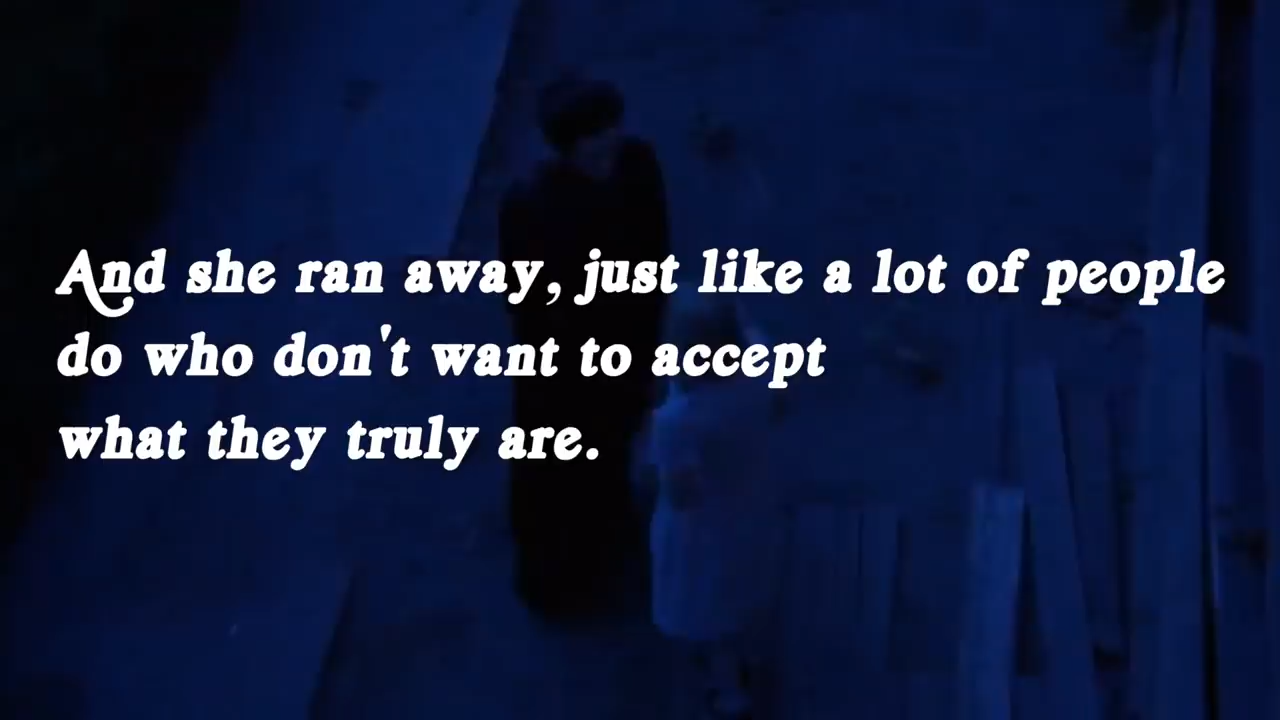 And she ran away, just like a lot of people
do who don't want to accept
what they truly are.